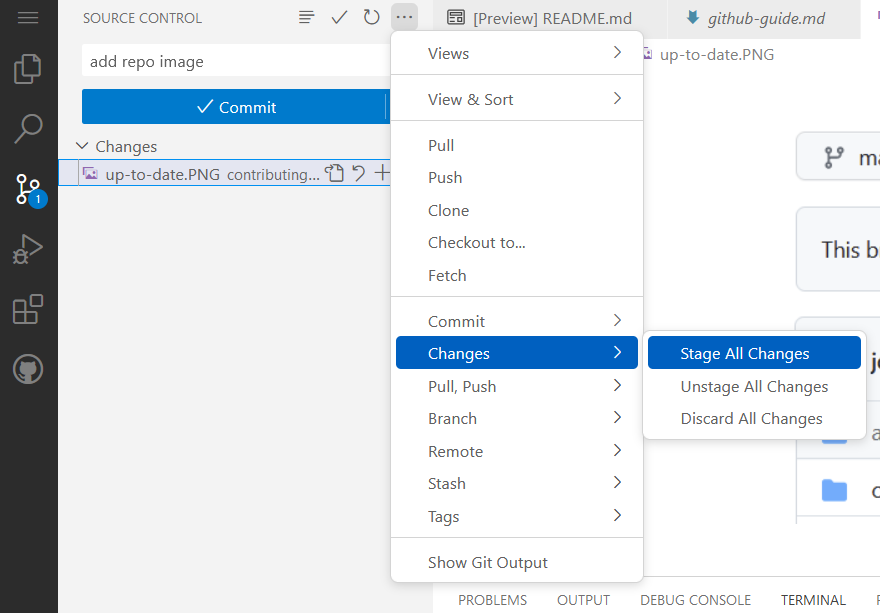 SOURCE CONTROL
[Preview] README.md
github-guide.md
add repo image
up-to-date.PNG
Commit
Changes
up-to-date.PNG contributing...
1
Views
View & Sort
Pull
Push
Clone
Checkout to...
Fetch
Commit
Changes
Pull, Push
Branch
Remote
Stash
Tags
Show Git Output
Stage All Changes
Unstage All Changes
Discard All Changes
This b
PROBLEMS
OUTPUT
DEBUG CONSOLE
TERMINAL